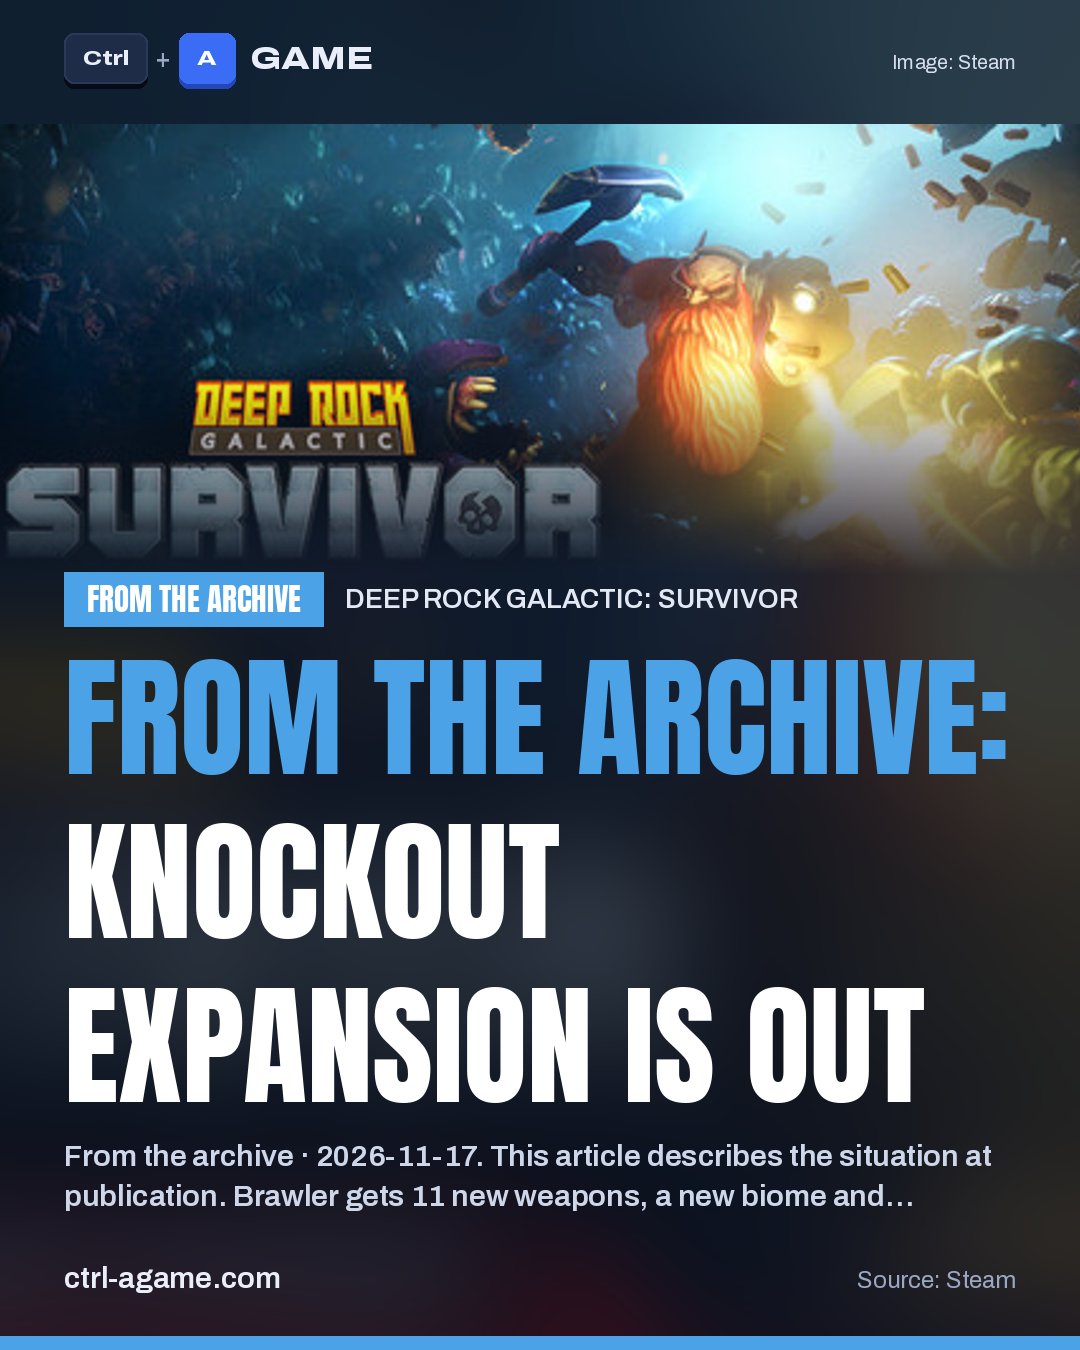 Ctrl + A GAME
Image: Steam
DEEP ROCK
GALACTIC
SURVIVOR
FROM THE ARCHIVE
DEEP ROCK GALACTIC: SURVIVOR
FROM THE ARCHIVE:
KNOCKOUT
EXPANSION IS OUT
From the archive · 2026-11-17. This article describes the situation at
publication. Brawler gets 11 new weapons, a new biome and...
ctrl-agame.com
Source: Steam